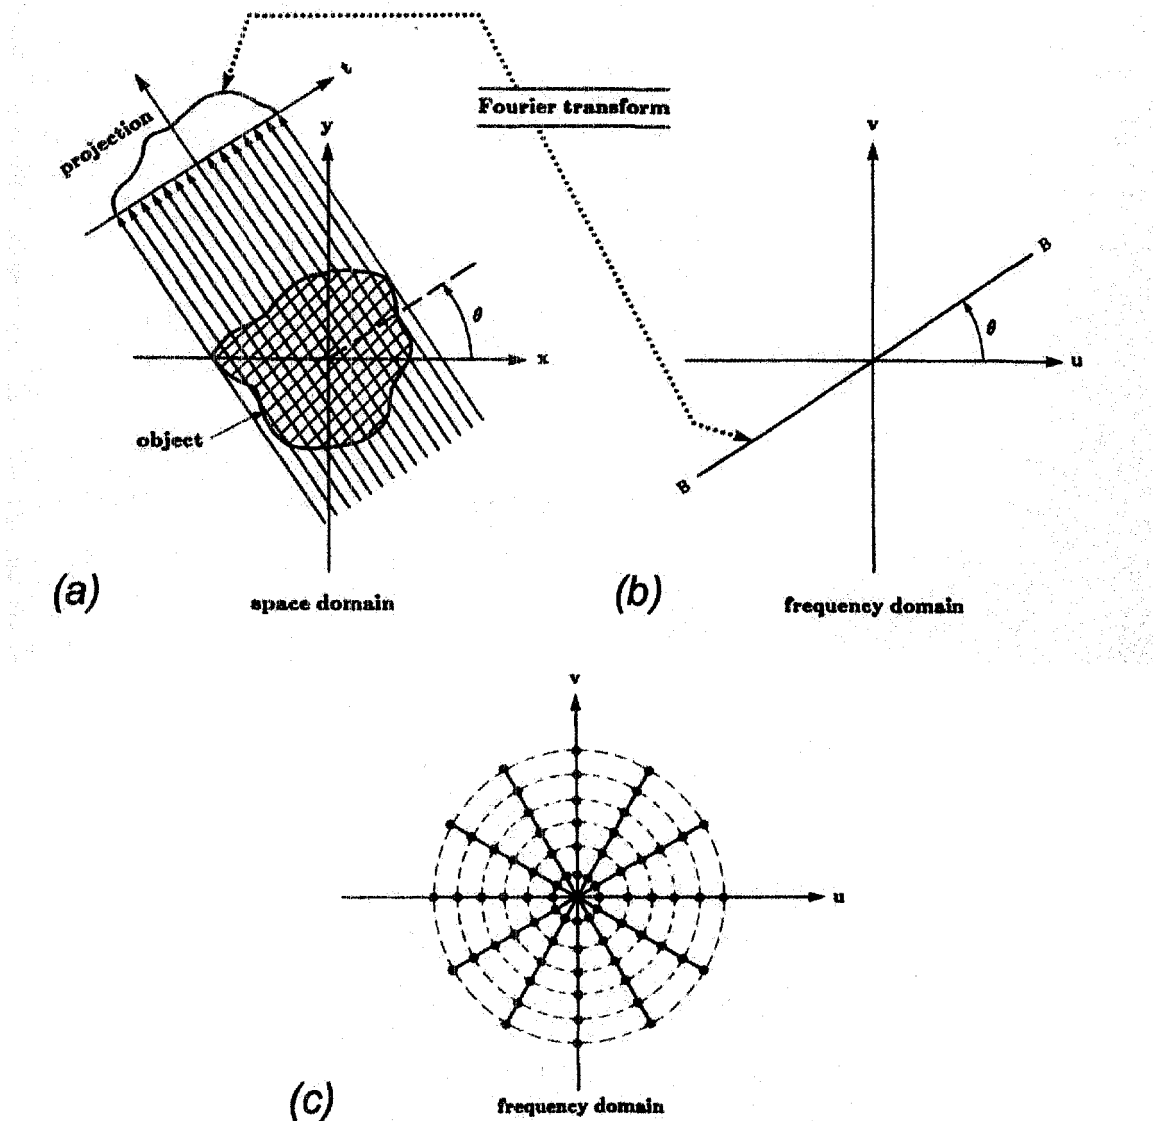 t
Fourier transform
projection
y
v
B
θ
θ
x
u
object
B
(a)
space domain
(b)
frequency domain
v
u
(c)
frequency domain